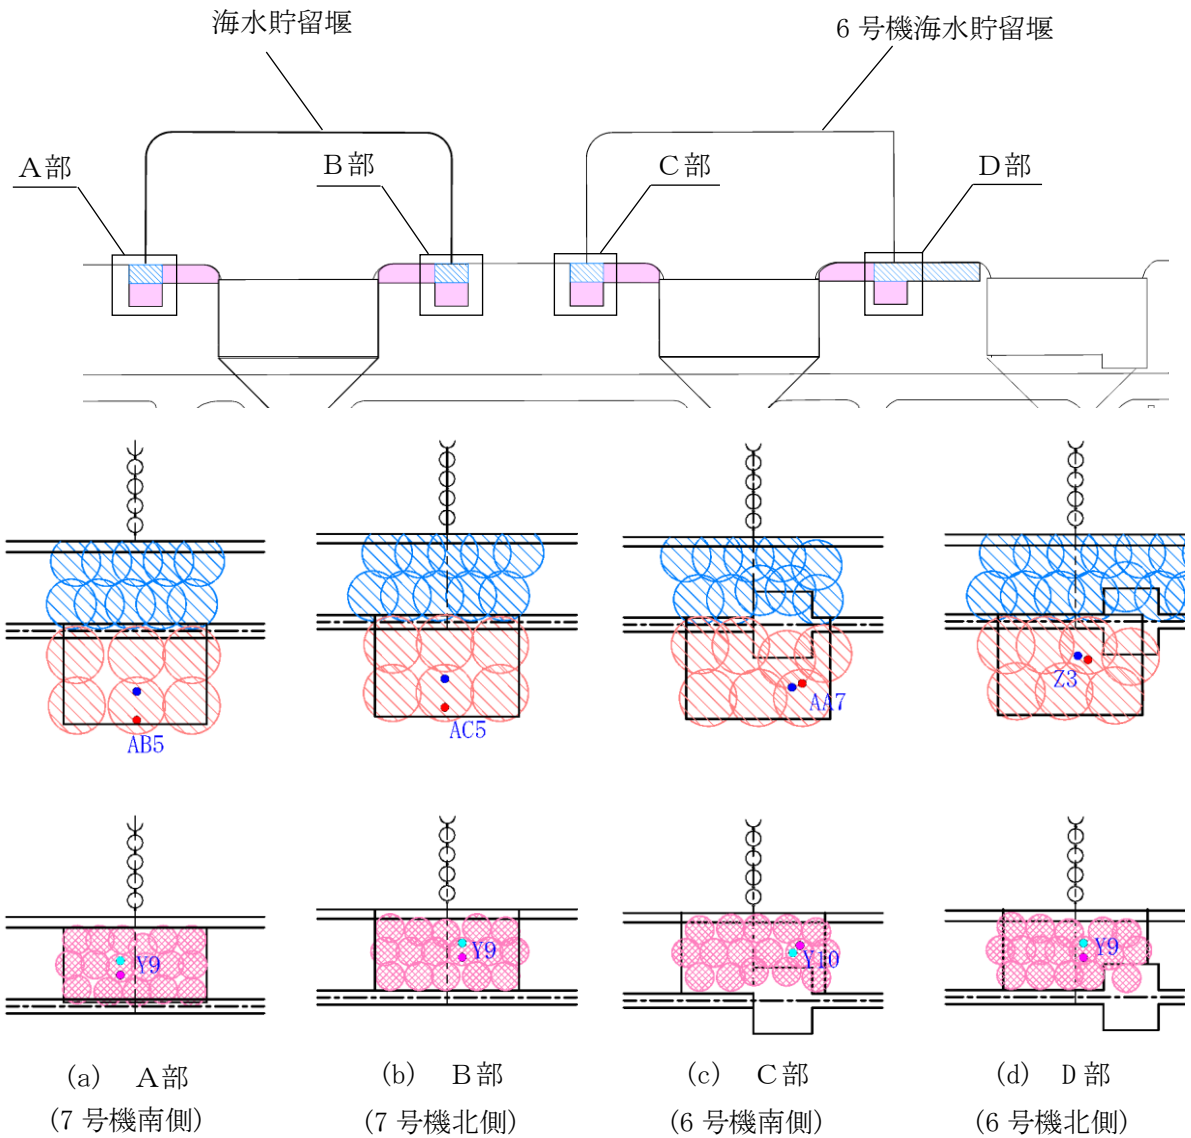 海水貯留堰
6 号機海水貯留堰
A部
B部
C部
D部
AB5
AC5
AA7
Z3
Y9
Y9
Y10
Y9
(a) A部
(b) B部
(c) C部
(d) D部
(7 号機南側)
(7 号機北側)
(6 号機南側)
(6 号機北側)